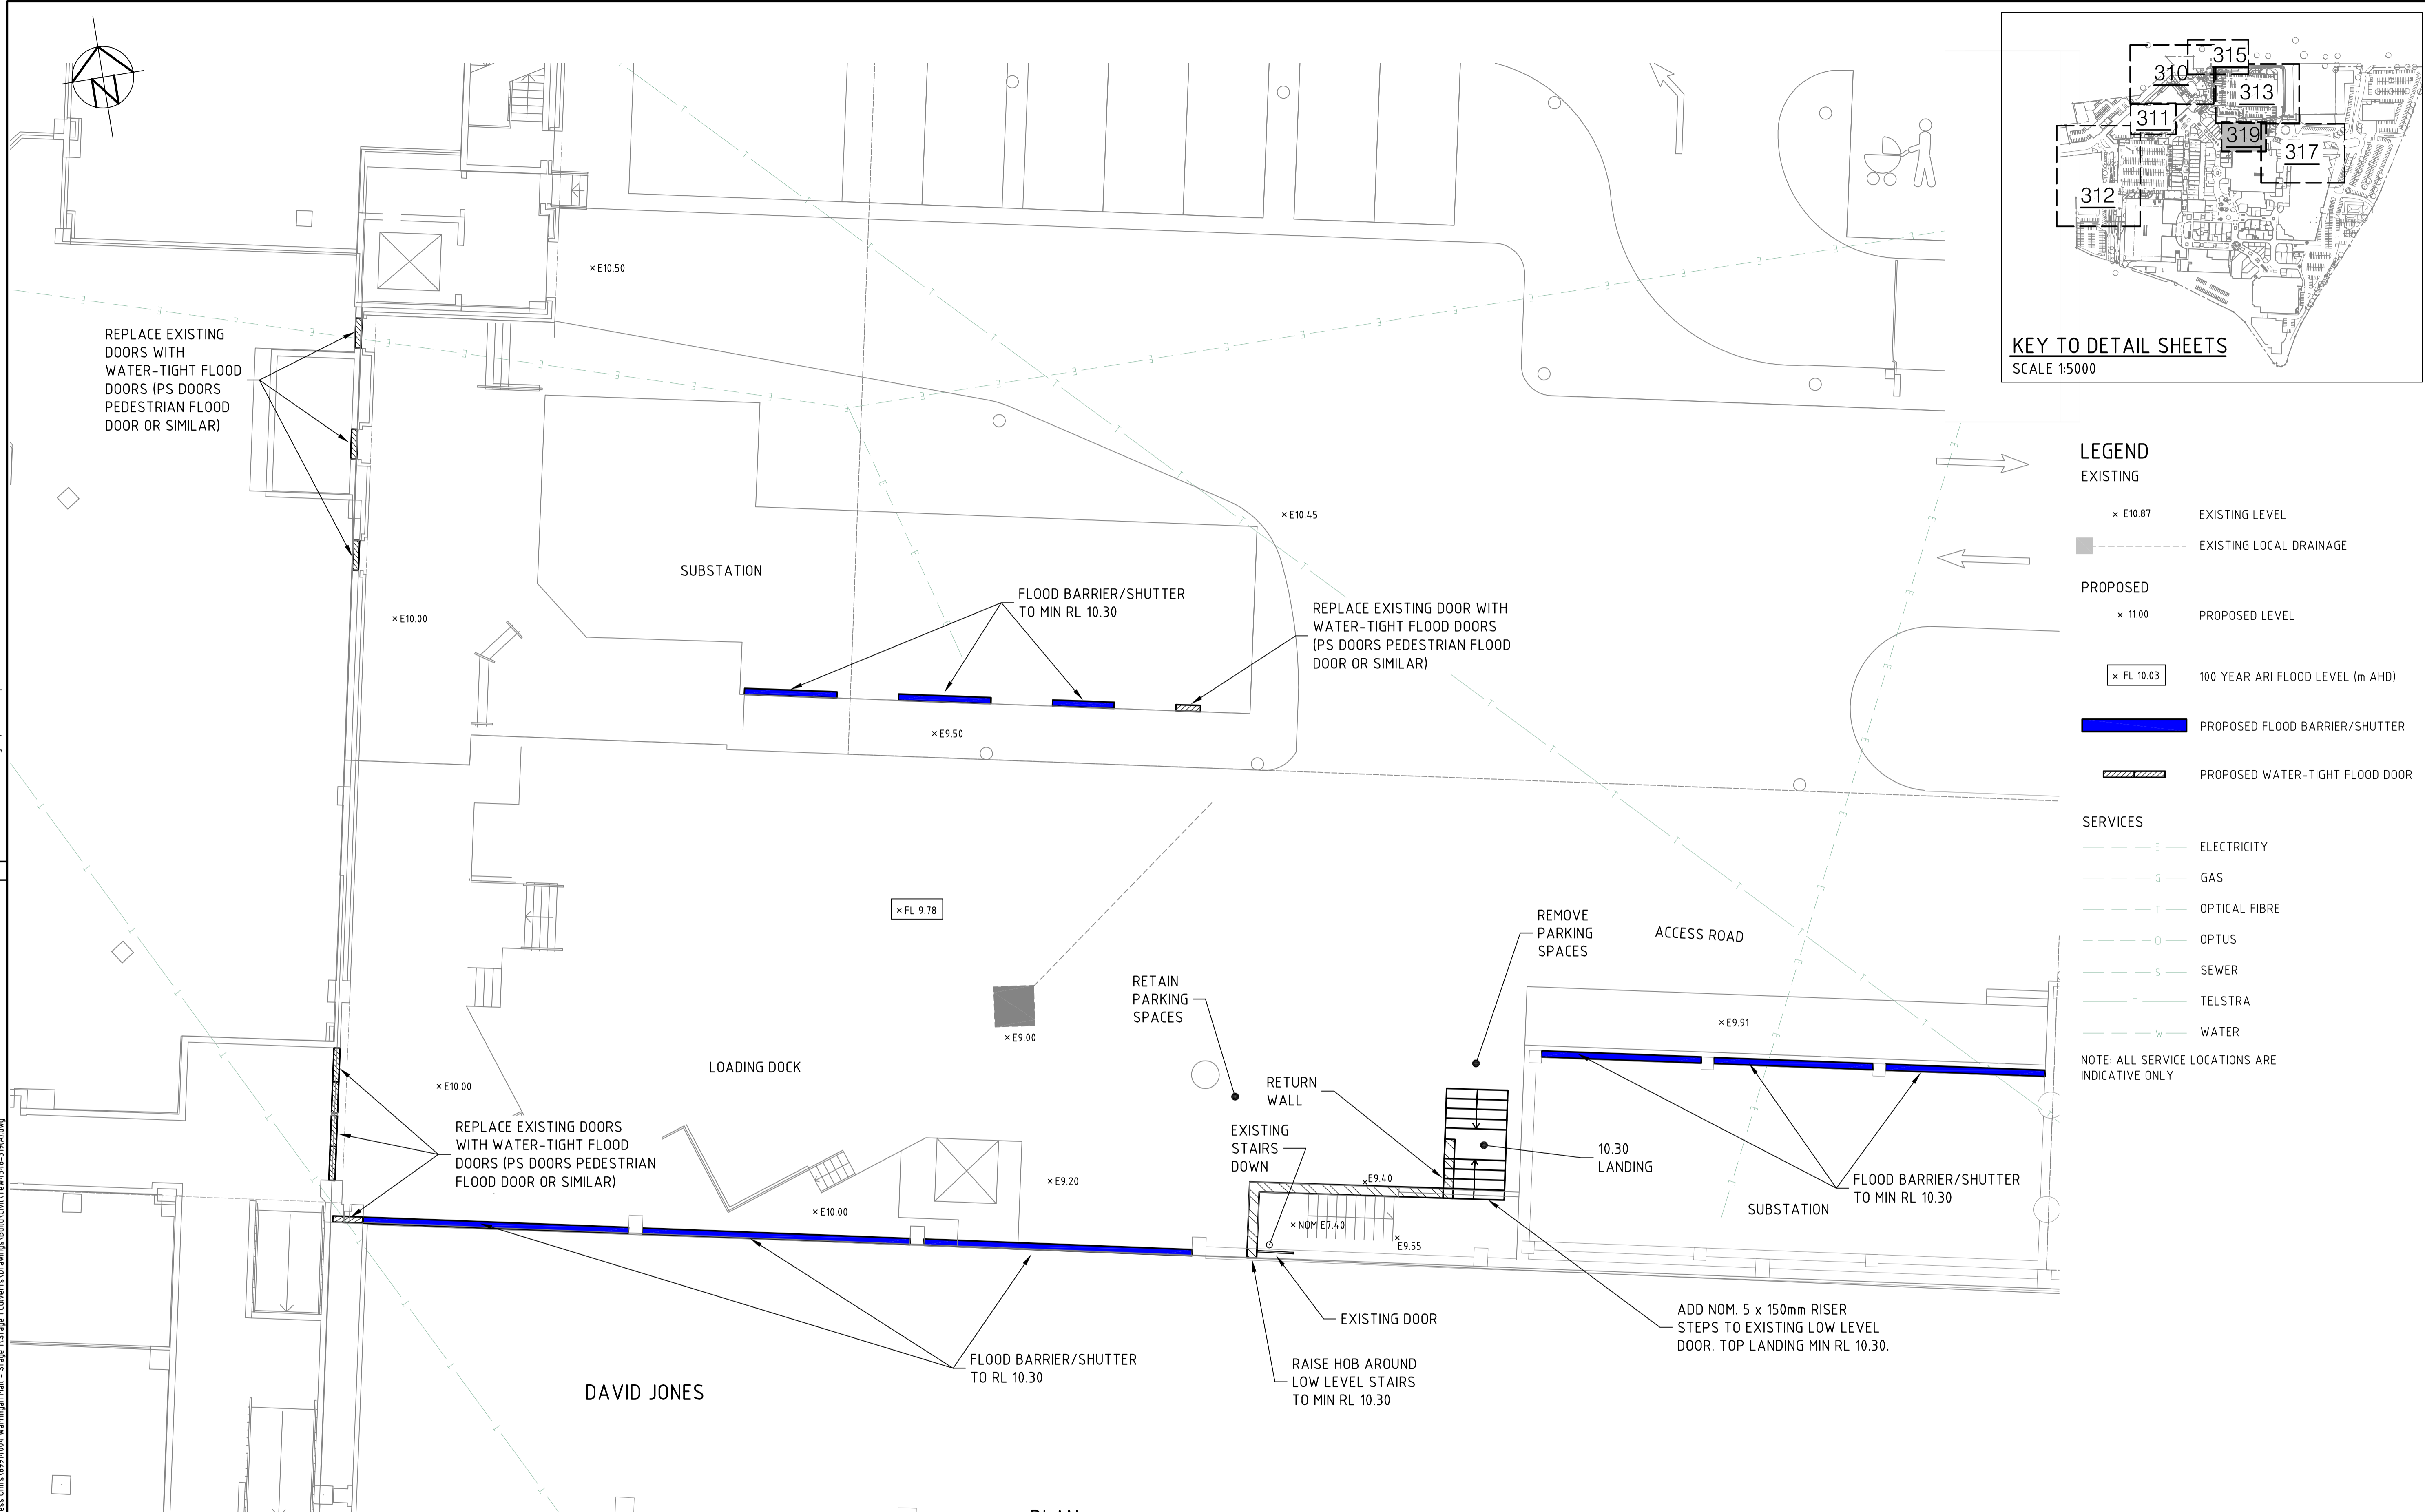 N
315
310
313
311
319
317
312
KEY TO DETAIL SHEETS
SCALE 1:5000
× E10.50
REPLACE EXISTING
DOORS WITH
WATER-TIGHT FLOOD
DOORS (PS DOORS
PEDESTRIAN FLOOD
DOOR OR SIMILAR)
× E10.45
SUBSTATION
× E10.00
FLOOD BARRIER/SHUTTER
TO MIN RL 10.30
REPLACE EXISTING DOOR WITH
WATER-TIGHT FLOOD DOORS
(PS DOORS PEDESTRIAN FLOOD
DOOR OR SIMILAR)
× E9.50
× FL 9.78
REMOVE
PARKING
SPACES
ACCESS ROAD
RETAIN
PARKING
SPACES
× E9.00
× E9.91
LOADING DOCK
× E10.00
RETURN
WALL
REPLACE EXISTING DOORS
WITH WATER-TIGHT FLOOD
DOORS (PS DOORS PEDESTRIAN
FLOOD DOOR OR SIMILAR)
EXISTING
STAIRS
DOWN
10.30
LANDING
× E9.20
× E9.40
× E10.00
× NOM E7.40
×
E9.55
FLOOD BARRIER/SHUTTER
TO MIN RL 10.30
SUBSTATION
EXISTING DOOR
ADD NOM. 5 x 150mm RISER
STEPS TO EXISTING LOW LEVEL
DOOR. TOP LANDING MIN RL 10.30.
FLOOD BARRIER/SHUTTER
TO RL 10.30
RAISE HOB AROUND
LOW LEVEL STAIRS
TO MIN RL 10.30
DAVID JONES
LEGEND
EXISTING
× E10.87 EXISTING LEVEL
EXISTING LOCAL DRAINAGE
PROPOSED
× 11.00 PROPOSED LEVEL
× FL 10.03 100 YEAR ARI FLOOD LEVEL (m AHD)
PROPOSED FLOOD BARRIER/SHUTTER
PROPOSED WATER-TIGHT FLOOD DOOR
SERVICES
E ELECTRICITY
G GAS
T OPTICAL FIBRE
O OPTUS
S SEWER
T TELSTRA
W WATER
NOTE: ALL SERVICE LOCATIONS ARE
INDICATIVE ONLY